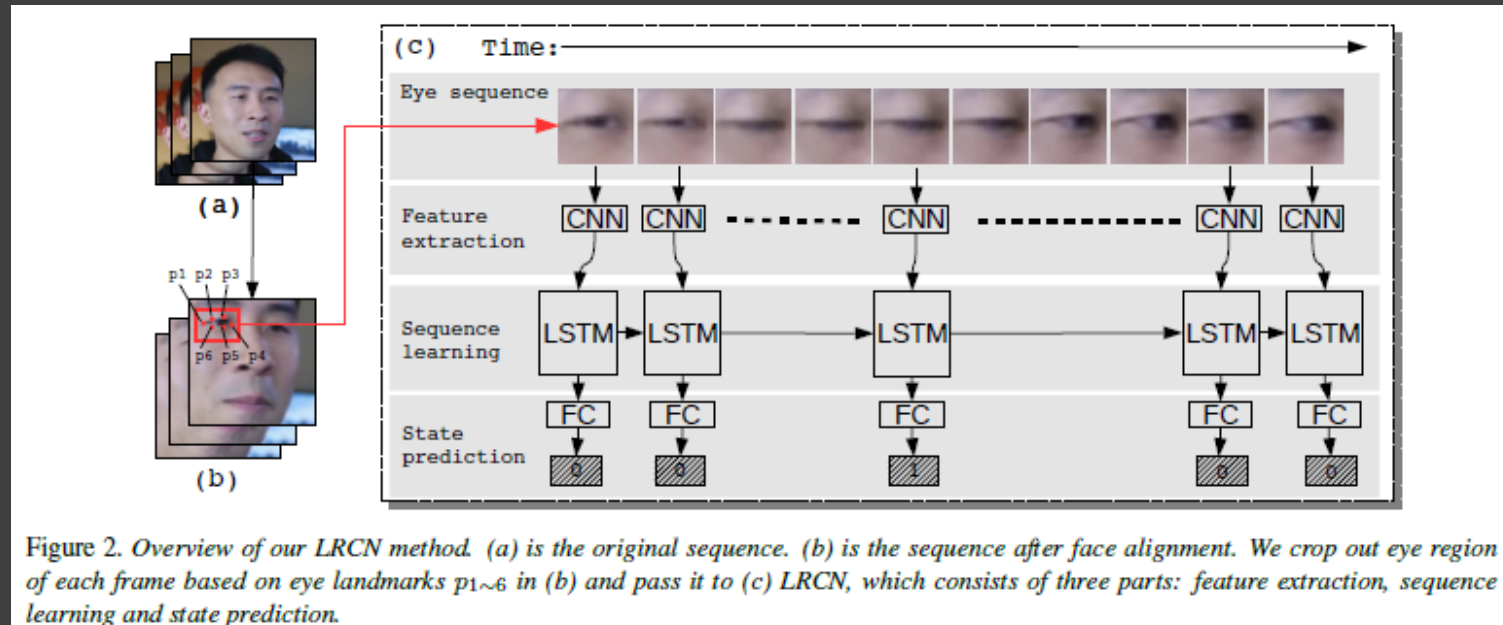 (c) Time:
Eye sequence
(a)
Feature extraction
CNN CNN CNN CNN CNN
p1 p2 p3
p6 p5 p4
Sequence learning
LSTM LSTM LSTM LSTM LSTM
FC FC FC FC FC
State prediction
0 0 1 0 0
(b)
Figure 2. Overview of our LRCN method. (a) is the original sequence. (b) is the sequence after face alignment. We crop out eye region
of each frame based on eye landmarks p1∼6 in (b) and pass it to (c) LRCN, which consists of three parts: feature extraction, sequence
learning and state prediction.